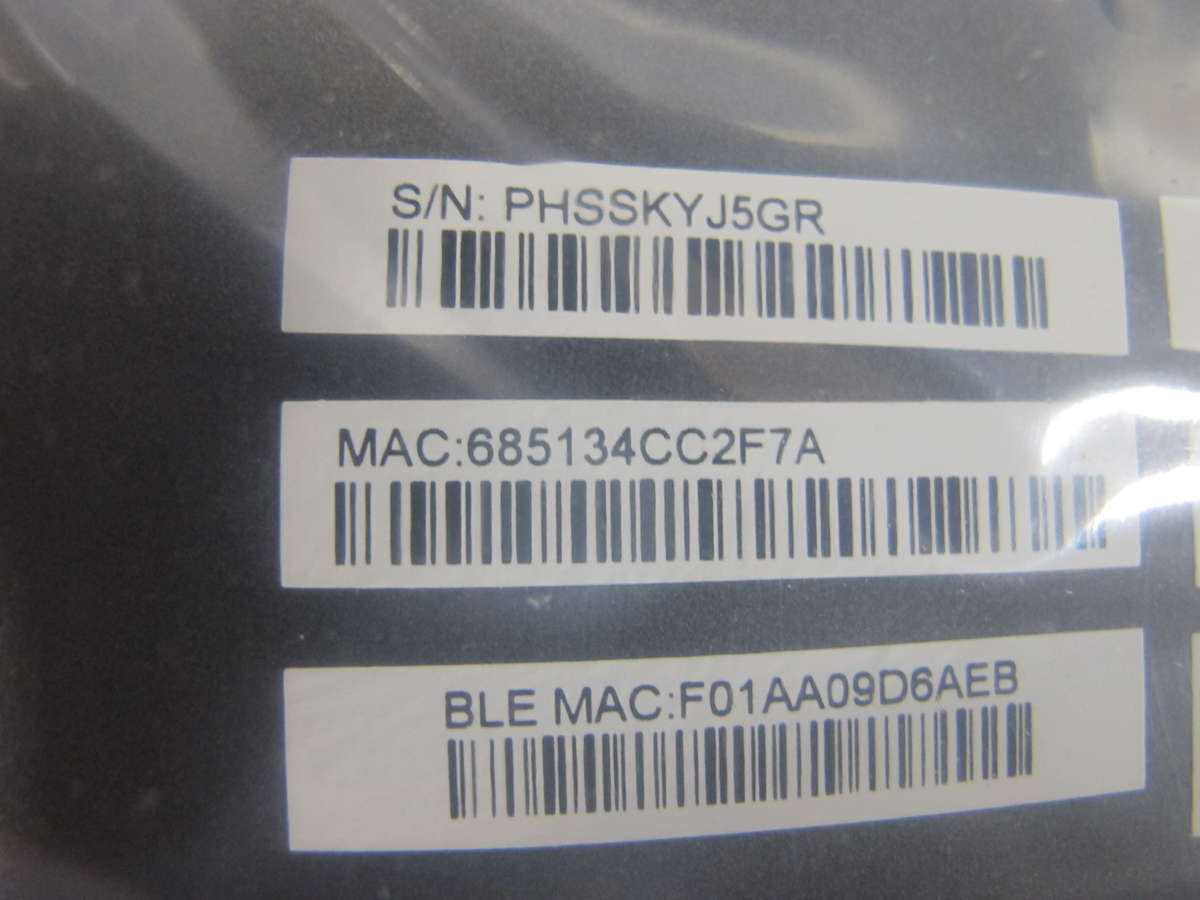 S/N: PHSSKYJ5GR
MAC:685134CC2F7A
BLE MAC:F01AA09D6AEB